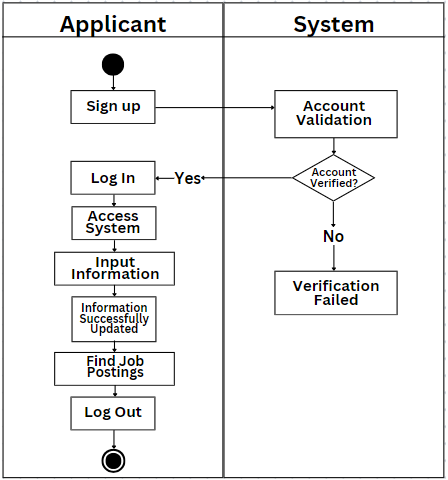 Applicant
System
Sign up
Account
Validation
Account
Verified?
Yes
Log In
Access
System
No
Input
Information
Verification
Failed
Information
Successfully
Updated
Find Job
Postings
Log Out